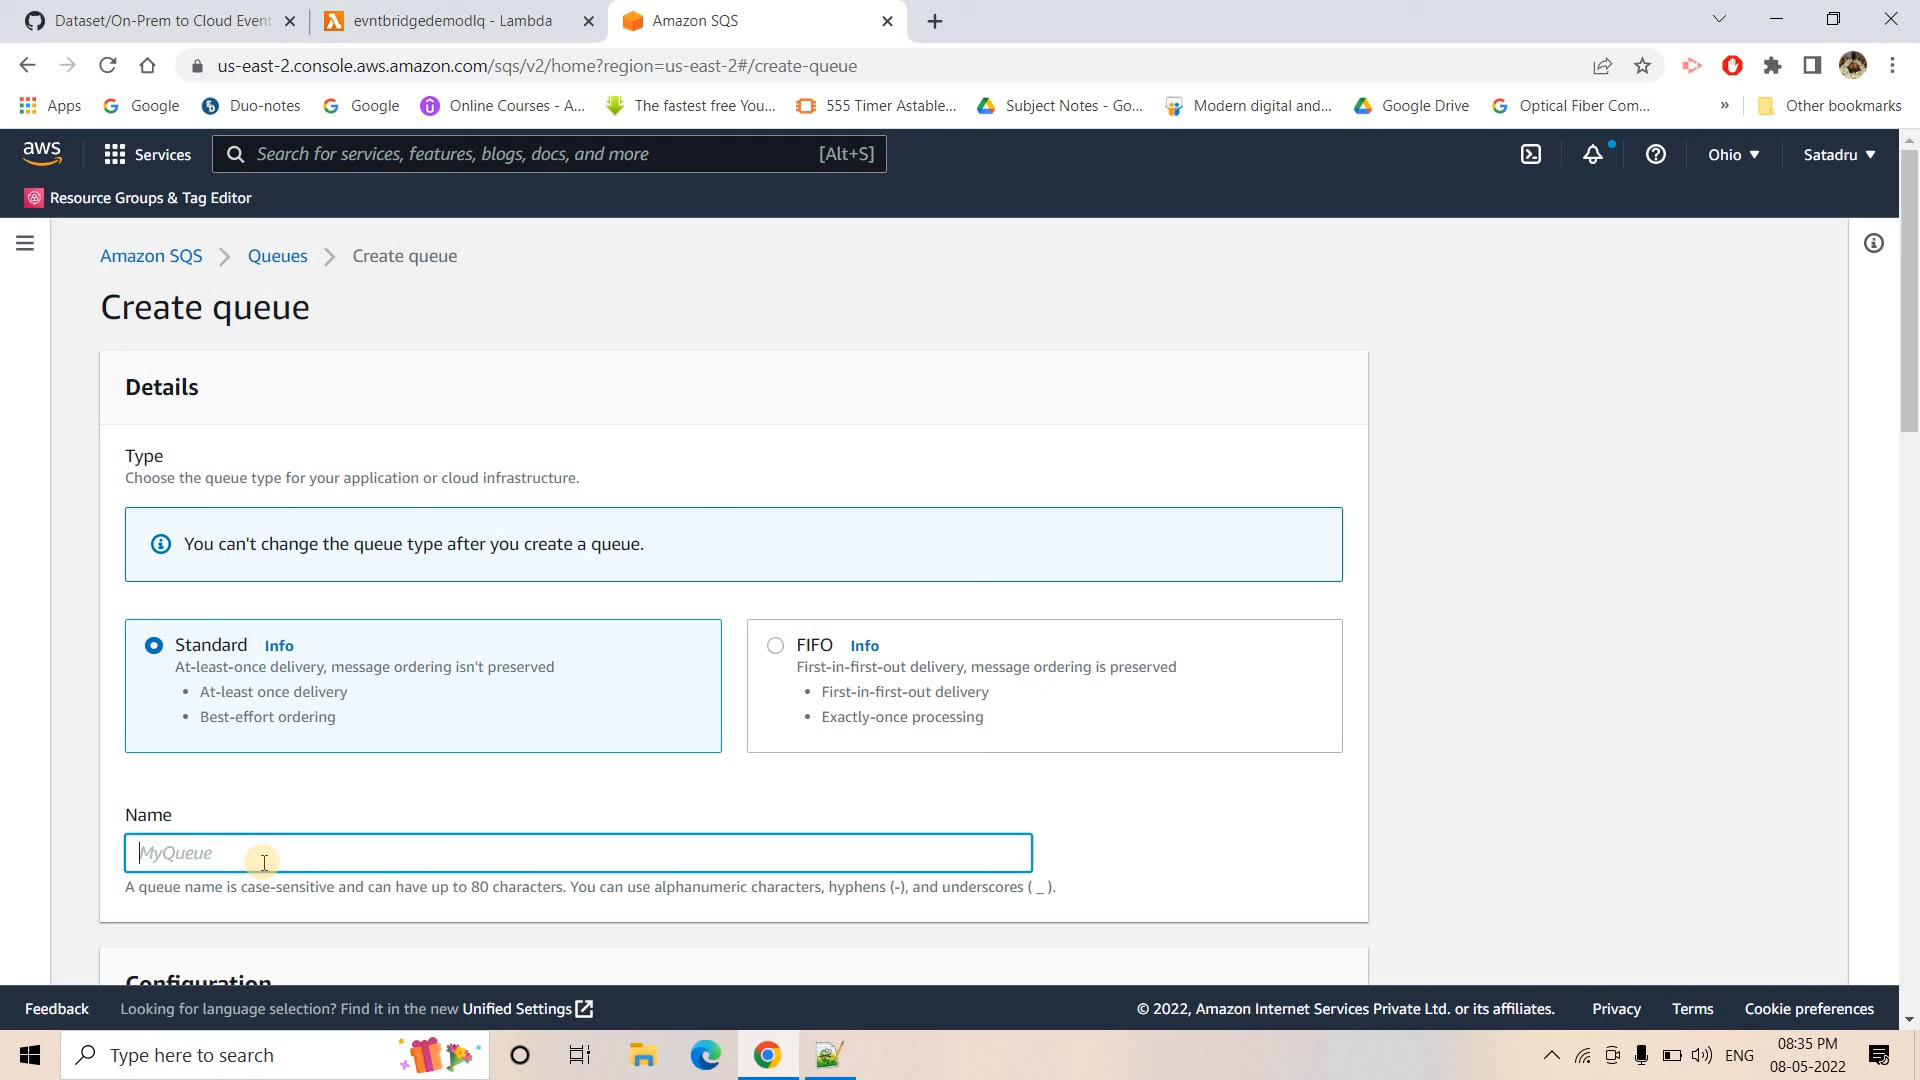 Dataset/On-Prem to Cloud Event
evntbridgedemodlq - Lambda
Amazon SQS
us-east-2.console.aws.amazon.com/sqs/v2/home?region=us-east-2#/create-queue
Apps
Google
Duo-notes
Google
Online Courses - A...
The fastest free You...
555 Timer Astable...
Subject Notes - Go...
Modern digital and...
Google Drive
Optical Fiber Com...
»
Other bookmarks
aws
Services
Search for services, features, blogs, docs, and more
[Alt+S]
Ohio
Satadru
Resource Groups & Tag Editor
Amazon SQS
Queues
Create queue
Create queue
Details
Type
Choose the queue type for your application or cloud infrastructure.
You can't change the queue type after you create a queue.
Standard Info
At-least-once delivery, message ordering isn't preserved
• At-least once delivery
• Best-effort ordering
FIFO Info
First-in-first-out delivery, message ordering is preserved
• First-in-first-out delivery
• Exactly-once processing
Name
MyQueue
A queue name is case-sensitive and can have up to 80 characters. You can use alphanumeric characters, hyphens (-), and underscores ( _ ).
Configuration
Feedback
Looking for language selection? Find it in the new Unified Settings
© 2022, Amazon Internet Services Private Ltd. or its affiliates.
Privacy
Terms
Cookie preferences
Type here to search
ENG
08:35 PM
08-05-2022